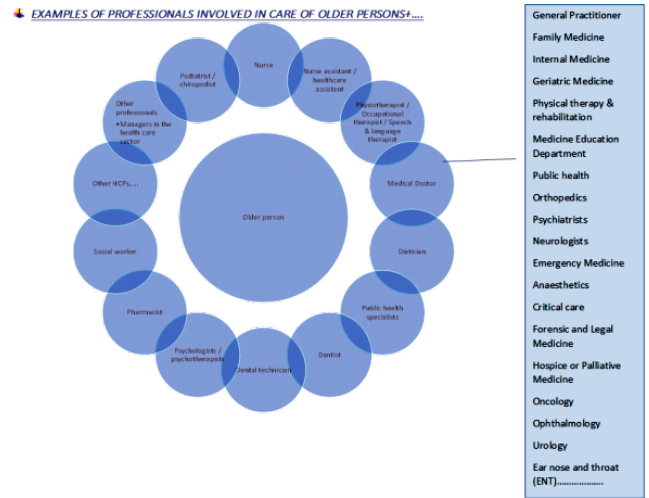 EXAMPLES OF PROFESSIONALS INVOLVED IN CARE OF OLDER PERSONS+....
Nurse
Nurse assistant /
healthcare
assistant
Physiotherapist /
Occupational
therapist / Speech
& language
therapist
Medical Doctor
Dietician
Public health
specialists
Dentist
Dental technician
Psychologists /
psychotherapists
Pharmacist
Social worker
Other HCPs....
Other
professionals
•Managers in the
health care
sector
Podiatrist /
chiropodist
Older person
General Practitioner
Family Medicine
Internal Medicine
Geriatric Medicine
Physical therapy &
rehabilitation
Medicine Education
Department
Public health
Orthopedics
Psychiatrists
Neurologists
Emergency Medicine
Anaesthetics
Critical care
Forensic and Legal
Medicine
Hospice or Palliative
Medicine
Oncology
Ophthalmology
Urology
Ear nose and throat
(ENT)...................